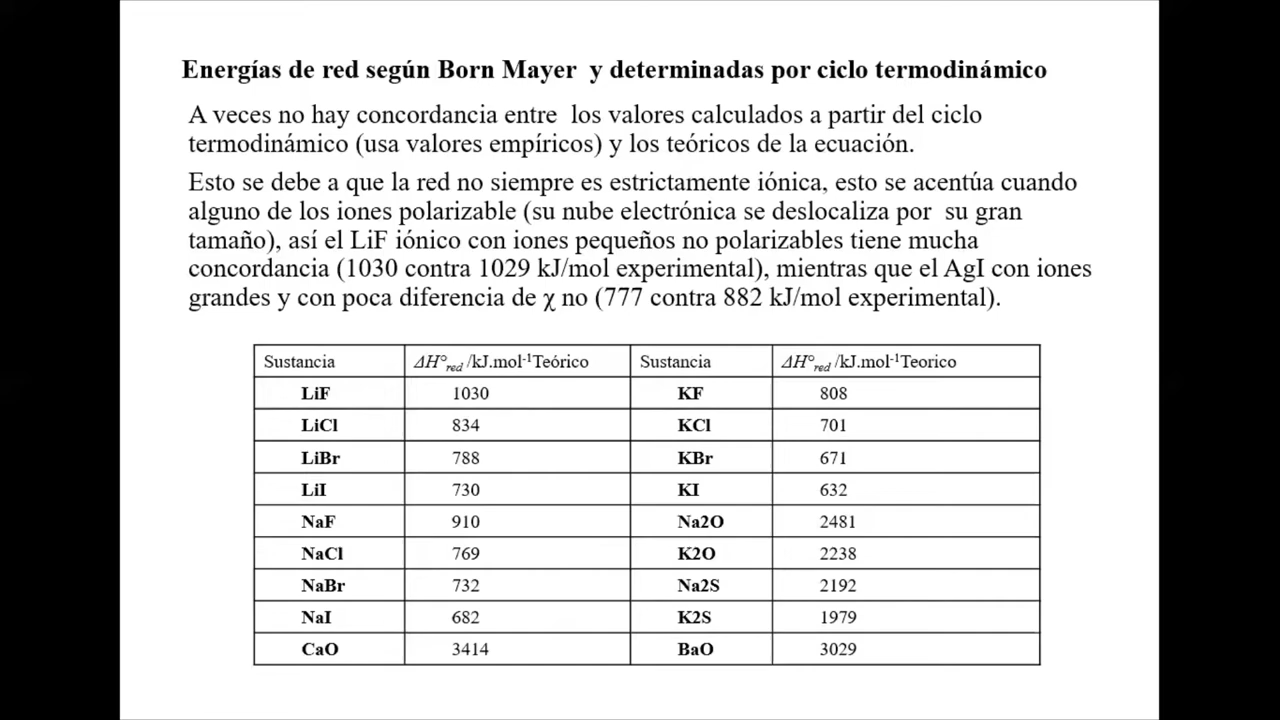 Energías de red según Born Mayer y determinadas por ciclo termodinámico
A veces no hay concordancia entre los valores calculados a partir del ciclo
termodinámico (usa valores empíricos) y los teóricos de la ecuación.
Esto se debe a que la red no siempre es estrictamente iónica, esto se acentúa cuando
alguno de los iones polarizable (su nube electrónica se deslocaliza por su gran
tamaño), así el LiF iónico con iones pequeños no polarizables tiene mucha
concordancia (1030 contra 1029 kJ/mol experimental), mientras que el AgI con iones
grandes y con poca diferencia de χ no (777 contra 882 kJ/mol experimental).
Sustancia ΔH°red /kJ.mol-1Teórico Sustancia ΔH°red /kJ.mol-1Teorico
LiF 1030 KF 808
LiCl 834 KCl 701
LiBr 788 KBr 671
LiI 730 KI 632
NaF 910 Na2O 2481
NaCl 769 K2O 2238
NaBr 732 Na2S 2192
NaI 682 K2S 1979
CaO 3414 BaO 3029